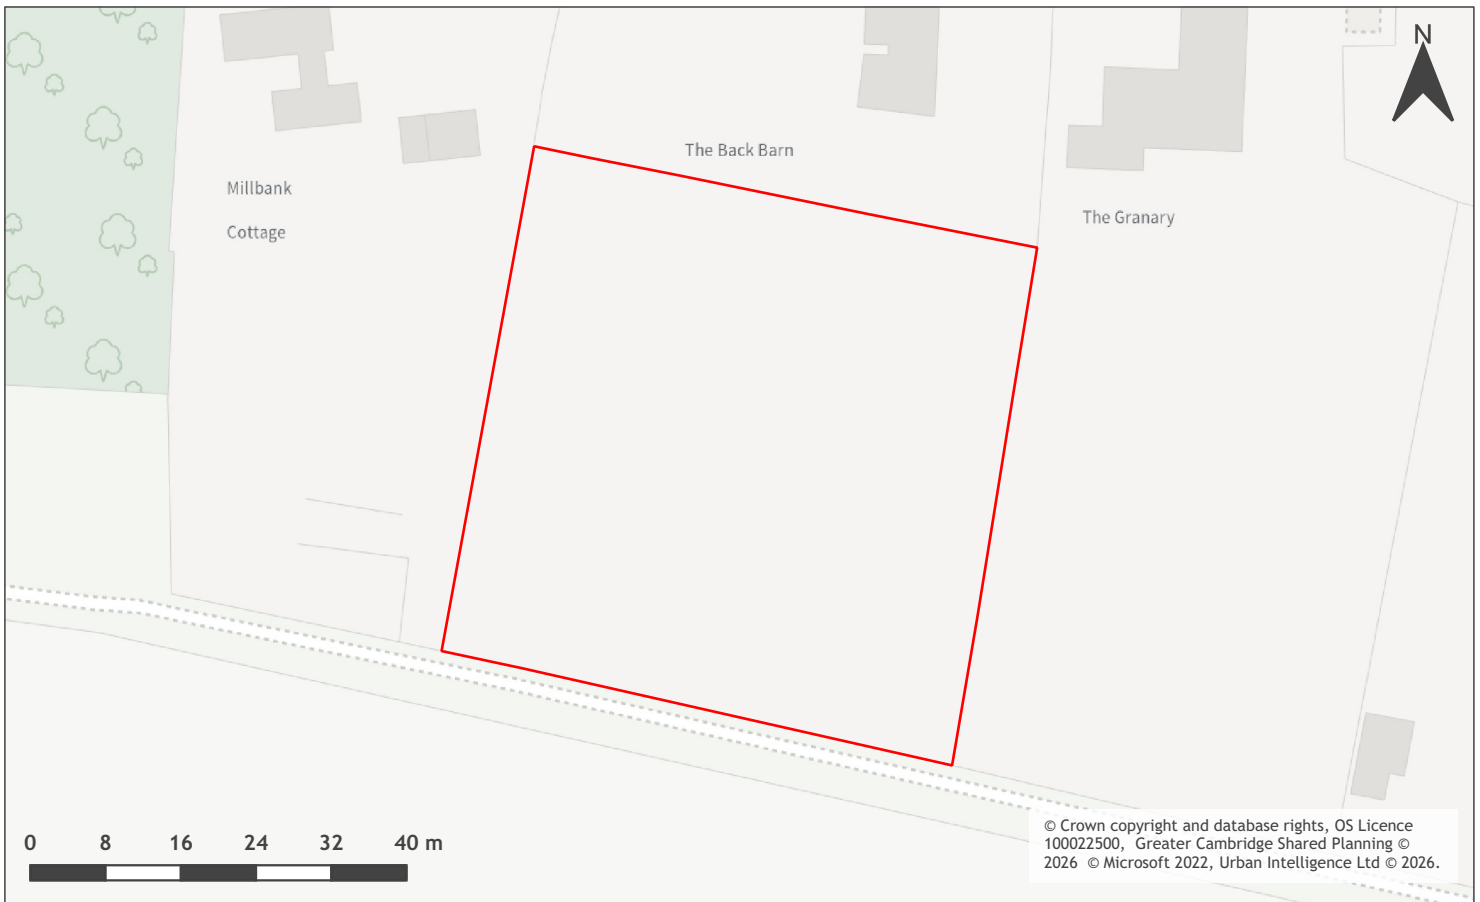 N
The Back Barn
Millbank
Cottage
The Granary
0 8 16 24 32 40 m
© Crown copyright and database rights, OS Licence
100022500, Greater Cambridge Shared Planning ©
2026 © Microsoft 2022, Urban Intelligence Ltd © 2026.